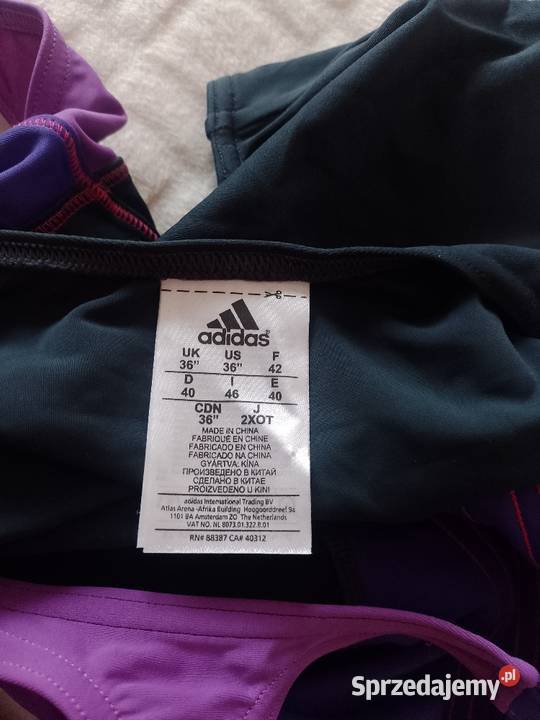 adidas
UK US F
36" 36" 42
D I E
40 46 40
CDN J
36" 2XOT
MADE IN CHINA
FABRIQUÉ EN CHINE
FABRICADO EN CHINA
FABRICADO NA CHINA
GYÁRTVA: KÍNA
ПРОИЗВЕДЕНО В КИТАЙ
СДЕЛАНО В КИТАЕ
PROIZVEDENO U KINI
adidas International Trading BV
Atlas Arena -Afrika Building Hoogoorddreef 9a
1101 BA Amsterdam ZO The Netherlands
VAT NO. NL 8073.01.322.B.01
RN# 88387 CA# 40312
Sprzedajemy.pl